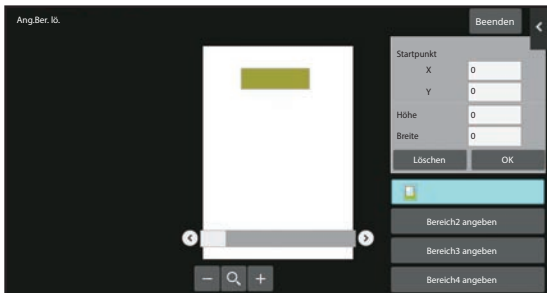 Ang.Ber. lö.
Beenden
Startpunkt
X 0
Y 0
Höhe 0
Breite 0
Löschen OK
Bereich2 angeben
Bereich3 angeben
Bereich4 angeben